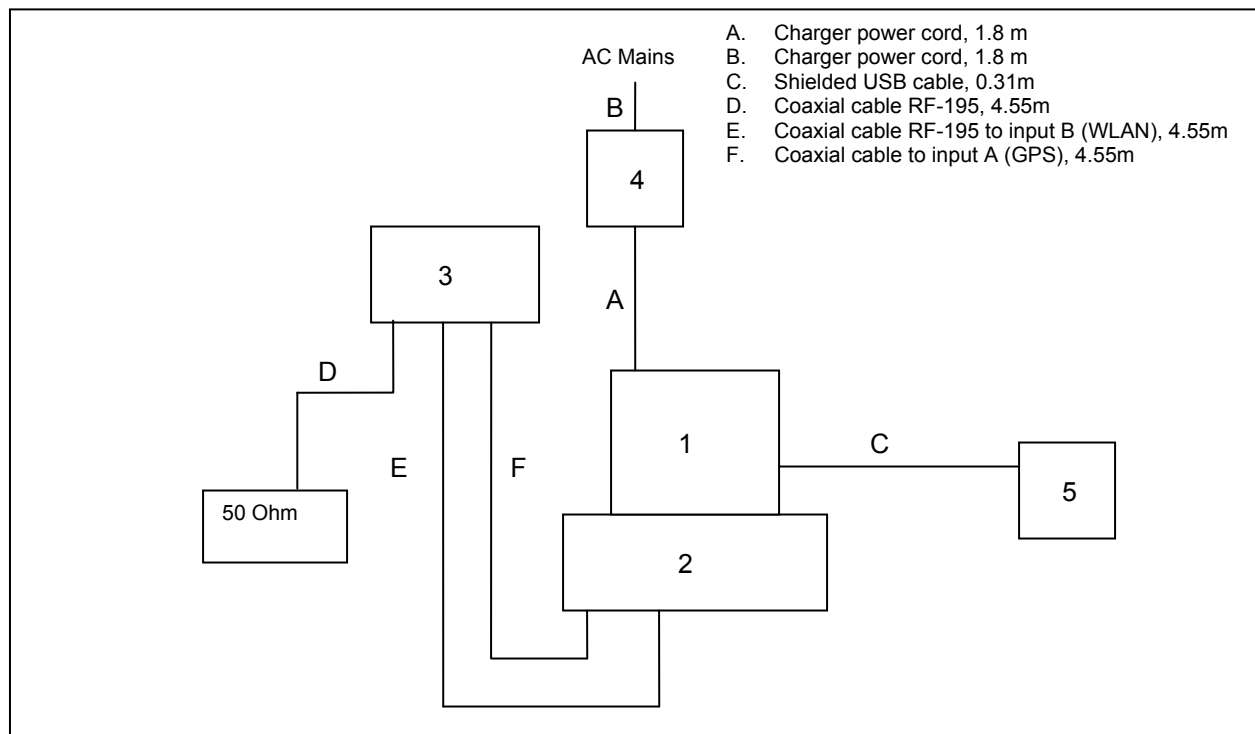 A. Charger power cord, 1.8 m
B. Charger power cord, 1.8 m
C. Shielded USB cable, 0.31m
D. Coaxial cable RF-195, 4.55m
E. Coaxial cable RF-195 to input B (WLAN), 4.55m
F. Coaxial cable to input A (GPS), 4.55m
AC Mains
B
4
3
A
D
1
C
E
F
5
50 Ohm
2